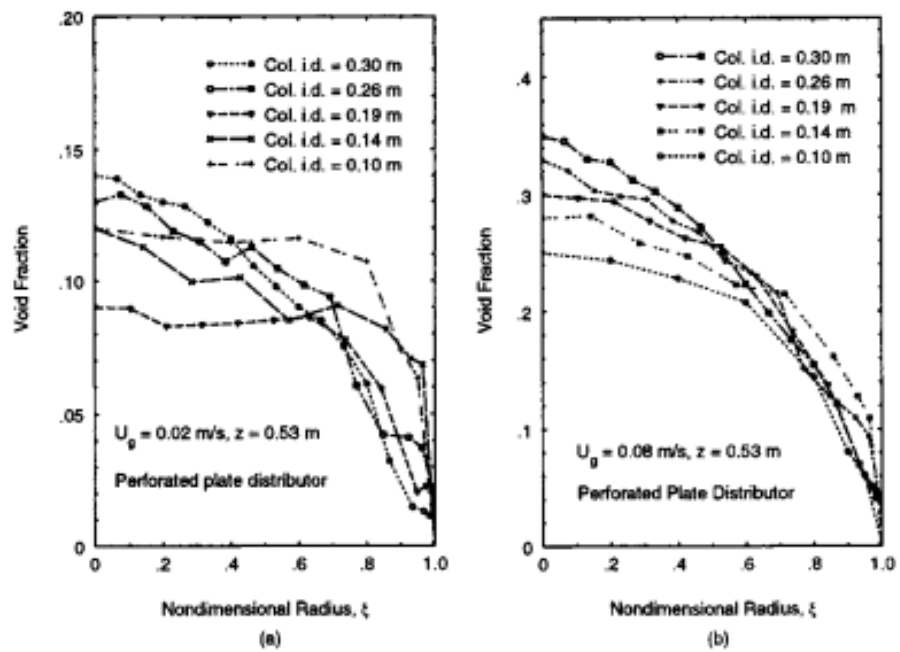 .20
.15
.10
.05
0
Void Fraction
Col. i.d. = 0.30 m
Col. i.d. = 0.26 m
Col. i.d. = 0.19 m
Col. i.d. = 0.14 m
Col. i.d. = 0.10 m
U_g = 0.02 m/s, z = 0.53 m
Perforated plate distributor
0 .2 .4 .6 .8 1.0
Nondimensional Radius, ξ
(a)
.4
.3
.2
.1
0
Void Fraction
Col. i.d. = 0.30 m
Col. i.d. = 0.26 m
Col. i.d. = 0.19 m
Col. i.d. = 0.14 m
Col. i.d. = 0.10 m
U_g = 0.08 m/s, z = 0.53 m
Perforated Plate Distributor
0 .2 .4 .6 .8 1.0
Nondimensional Radius, ξ
(b)